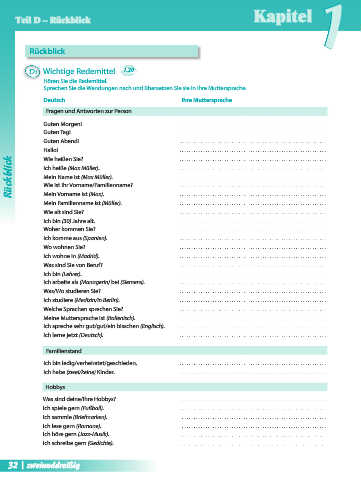 Teil D – Rückblick
Kapitel 1
Rückblick
D1 Wichtige Redemittel 1.20
Hören Sie die Redemittel.
Sprechen Sie die Wendungen nach und übersetzen Sie sie in Ihre Muttersprache.
Deutsch Ihre Muttersprache
Fragen und Antworten zur Person
Guten Morgen!
Guten Tag!
Guten Abend!
Hallo!
Wie heißen Sie?
Ich heiße (Max Müller).
Mein Name ist (Max Müller).
Wie ist Ihr Vorname/Familienname?
Mein Vorname ist (Max).
Mein Familienname ist (Müller).
Wie alt sind Sie?
Ich bin (30) Jahre alt.
Woher kommen Sie?
Ich komme aus (Spanien).
Wo wohnen Sie?
Ich wohne in (Madrid).
Was sind Sie von Beruf?
Ich bin (Lehrer).
Ich arbeite als (Managerin) bei (Siemens).
Was/Wo studieren Sie?
Ich studiere (Medizin/in Berlin).
Welche Sprachen sprechen Sie?
Meine Muttersprache ist (Italienisch).
Ich spreche sehr gut/gut/ein bisschen (Englisch).
Ich lerne jetzt (Deutsch).
Familienstand
Ich bin ledig/verheiratet/geschieden.
Ich habe (zwei/keine) Kinder.
Hobbys
Was sind deine/Ihre Hobbys?
Ich spiele gern (Fußball).
Ich sammle (Briefmarken).
Ich lese gern (Romane).
Ich höre gern (Jazz-Musik).
Ich schreibe gern (Gedichte).
Rückblick
32 | zweiunddreißig